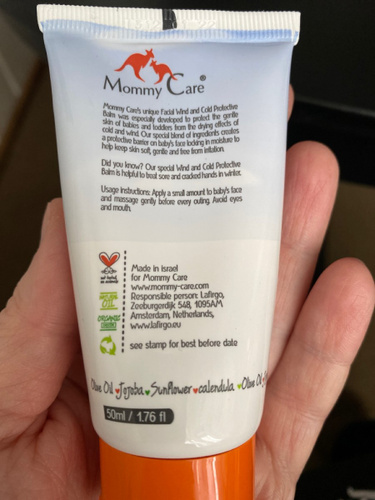 Mommy Care®
Mommy Care's unique Facial Wind and Cold Protective
Balm was especially developed to protect the gentle
skin of babies and toddlers from the drying effects of
cold and wind. Our special blend of ingredients creates
a protective barrier on baby's face locking in moisture to
help keep skin soft, gentle and free from irritation.
Did you know? Our special Wind and Cold Protective
Balm is helpful to treat sore and cracked hands in winter.
Usage instructions: Apply a small amount to baby's face
and massage gently before every outing. Avoid eyes
and mouth.
Made in Israel
for Mommy Care
www.mommy-care.com
Responsible person: Lafirgo,
Zeeburgerdijk 548, 1095AM
Amsterdam, Netherlands,
www.lafirgo.eu
OIL
ORGANIC
see stamp for best before date
Olive Oil Jojoba Sunflower calendula Olive Oil
50ml / 1.76 fl